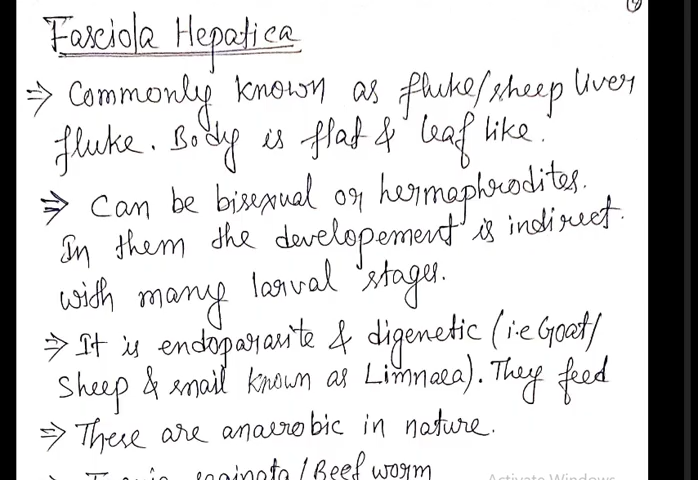 Fasciola Hepatica
⇒ Commonly known as fluke/sheep liver
fluke. Body is flat & leaf like.
⇒ Can be bisexual or hermaphrodites.
In them the developement is indirect.
with many larval stages.
⇒ It is endoparasite & digenetic (i.e Goat/
Sheep & snail known as Limnaea). They feed
⇒ These are anaerobic in nature.
saginata/Beef worm
Activate Windows